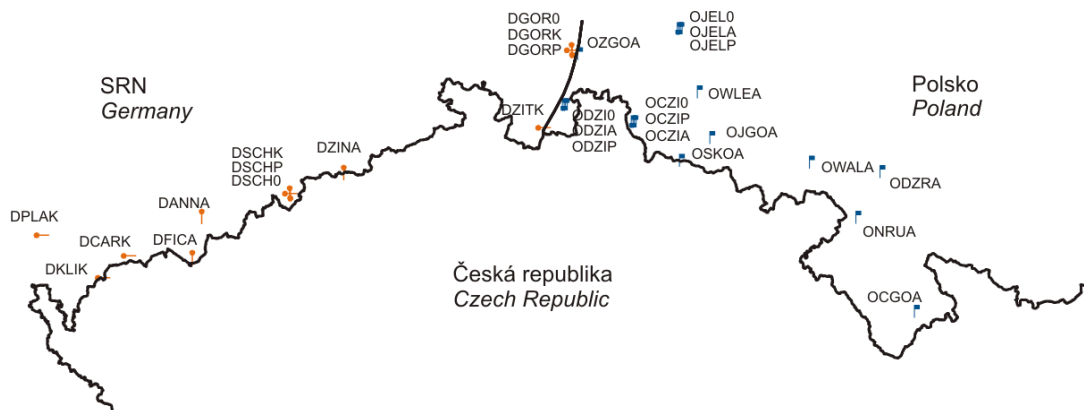 DGOR0
DGORK
DGORP
OZGOA
OJEL0
OJELA
OJELP
SRN
Germany
Polsko
Poland
OWLEA
DZITK
ODZI0
ODZIA
ODZIP
OCZI0
OCZIP
OCZIA
OJGOA
OSKOA
DSCHK
DSCHP
DSCH0
DZINA
OWALA
ODZRA
DPLAK
DANNA
DCARK
DFICA
DKLIK
ONRUA
Česká republika
Czech Republic
OCGOA